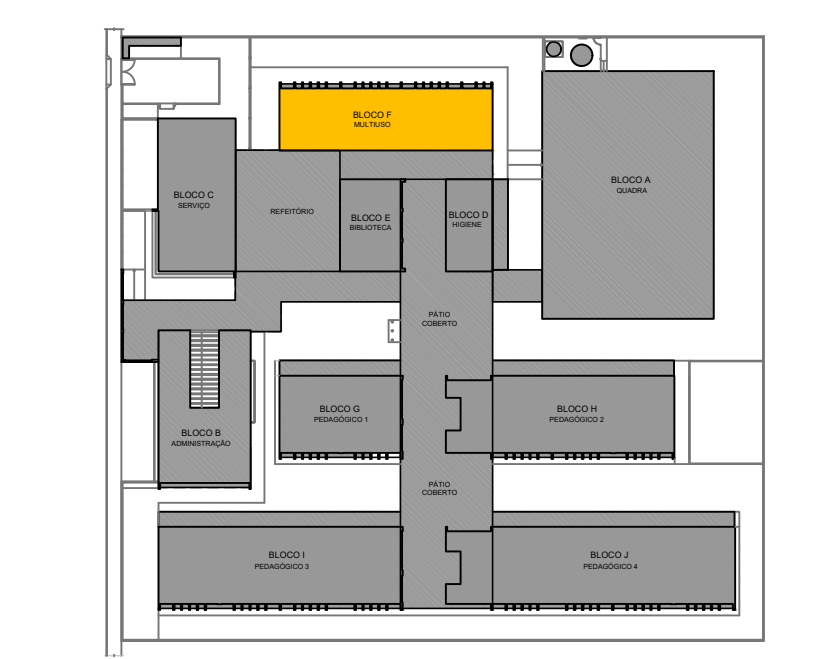 BLOCO F
MULTIUSO
BLOCO A
QUADRA
BLOCO C
SERVIÇO
REFEITÓRIO
BLOCO E
BIBLIOTECA
BLOCO D
HIGIENE
PÁTIO
COBERTO
BLOCO G
PEDAGÓGICO 1
BLOCO H
PEDAGÓGICO 2
BLOCO B
ADMINISTRAÇÃO
PÁTIO
COBERTO
BLOCO I
PEDAGÓGICO 3
BLOCO J
PEDAGÓGICO 4